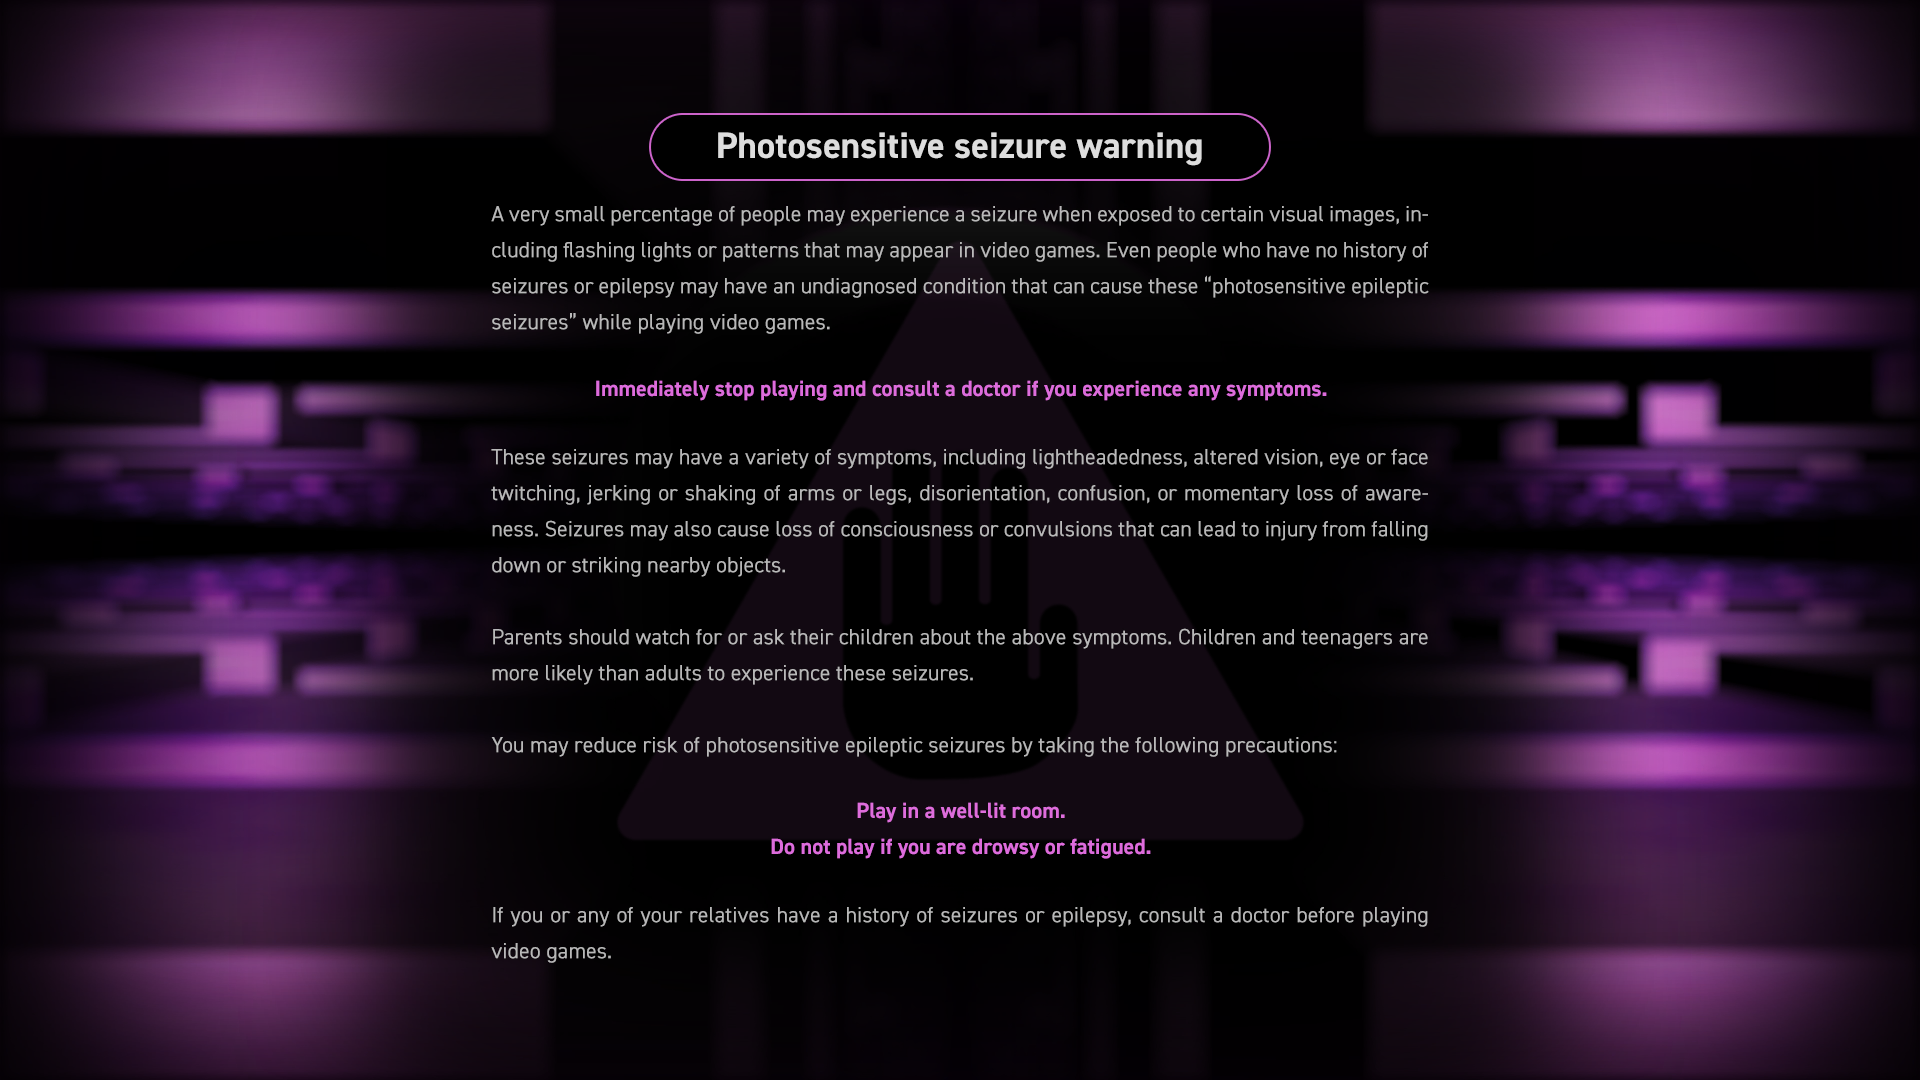 Photosensitive seizure warning
A very small percentage of people may experience a seizure when exposed to certain visual images, in-
cluding flashing lights or patterns that may appear in video games. Even people who have no history of
seizures or epilepsy may have an undiagnosed condition that can cause these “photosensitive epileptic
seizures” while playing video games.
Immediately stop playing and consult a doctor if you experience any symptoms.
These seizures may have a variety of symptoms, including lightheadedness, altered vision, eye or face
twitching, jerking or shaking of arms or legs, disorientation, confusion, or momentary loss of aware-
ness. Seizures may also cause loss of consciousness or convulsions that can lead to injury from falling
down or striking nearby objects.
Parents should watch for or ask their children about the above symptoms. Children and teenagers are
more likely than adults to experience these seizures.
You may reduce risk of photosensitive epileptic seizures by taking the following precautions:
Play in a well-lit room.
Do not play if you are drowsy or fatigued.
If you or any of your relatives have a history of seizures or epilepsy, consult a doctor before playing
video games.